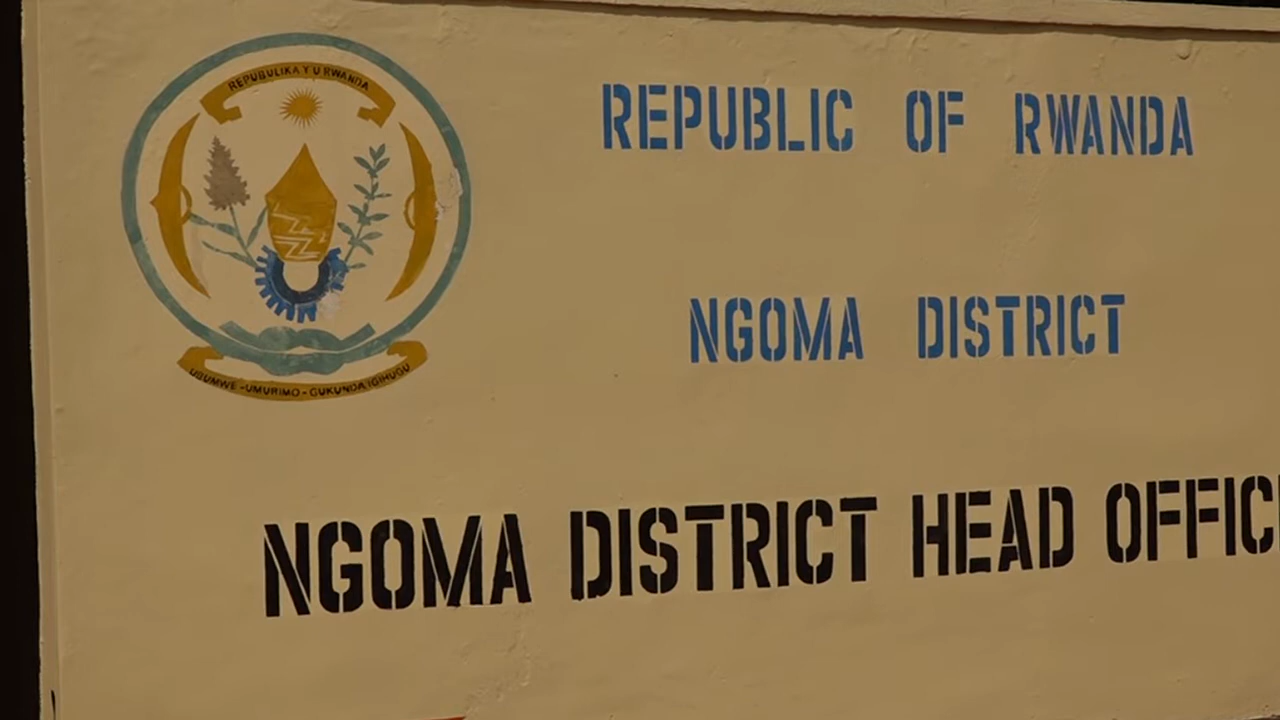 REPUBULIKA Y U RWANDA
REPUBLIC OF RWANDA
NGOMA DISTRICT
UBUMWE - UMURIMO - GUKUNDA IGIHUGU
NGOMA DISTRICT HEAD OFFIC